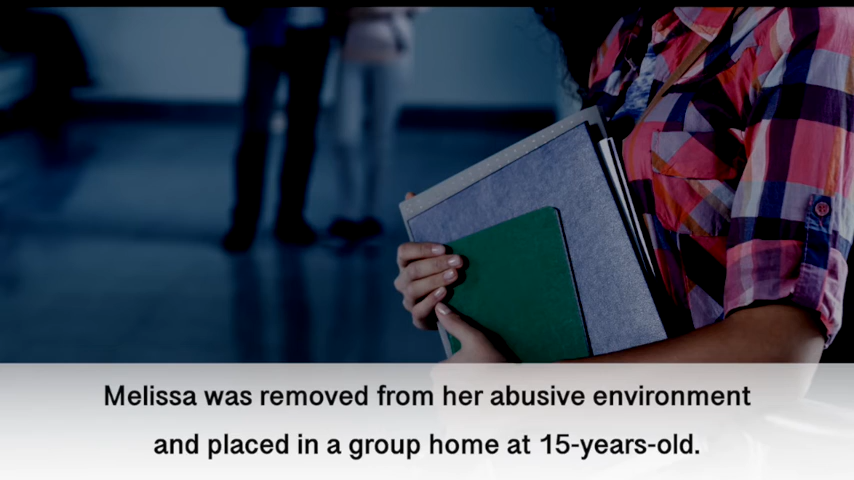 Melissa was removed from her abusive environment
and placed in a group home at 15-years-old.